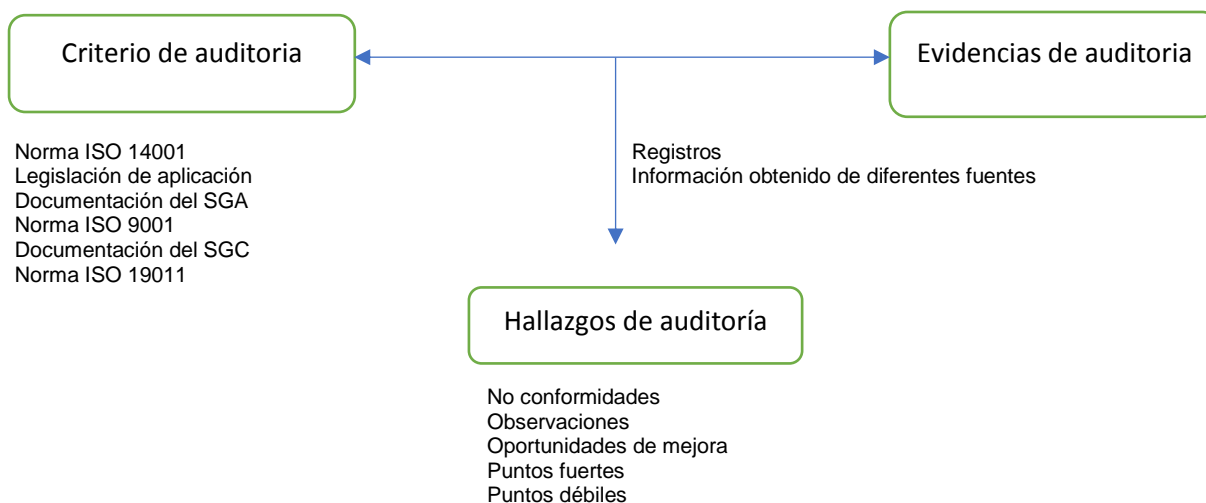 Criterio de auditoria
Evidencias de auditoria
Norma ISO 14001
Legislación de aplicación
Documentación del SGA
Norma ISO 9001
Documentación del SGC
Norma ISO 19011
Registros
Información obtenido de diferentes fuentes
Hallazgos de auditoría
No conformidades
Observaciones
Oportunidades de mejora
Puntos fuertes
Puntos débiles